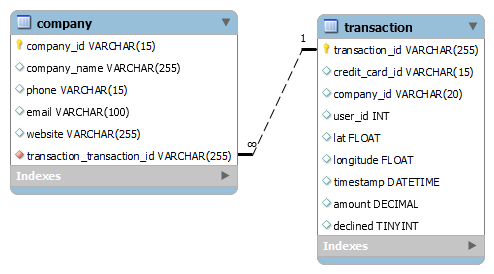 company
company_id VARCHAR(15)
company_name VARCHAR(255)
phone VARCHAR(15)
email VARCHAR(100)
website VARCHAR(255)
transaction_transaction_id VARCHAR(255)
Indexes
∞
1
transaction
transaction_id VARCHAR(255)
credit_card_id VARCHAR(15)
company_id VARCHAR(20)
user_id INT
lat FLOAT
longitude FLOAT
timestamp DATETIME
amount DECIMAL
declined TINYINT
Indexes